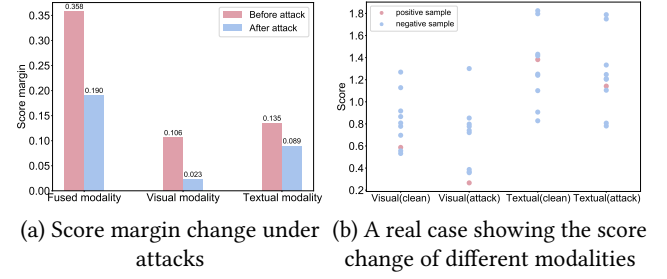 0.35
0.30
0.25
0.20
0.15
0.10
0.05
0.00
Score margin
0.358
0.190
0.106
0.023
0.135
0.089
Before attack
After attack
Fused modality Visual modality Textual modality
1.8
1.6
1.4
1.2
1.0
0.8
0.6
0.4
0.2
Score
positive sample
negative sample
Visual(clean) Visual(attack) Textual(clean) Textual(attack)
(a) Score margin change under
attacks
(b) A real case showing the score
change of different modalities